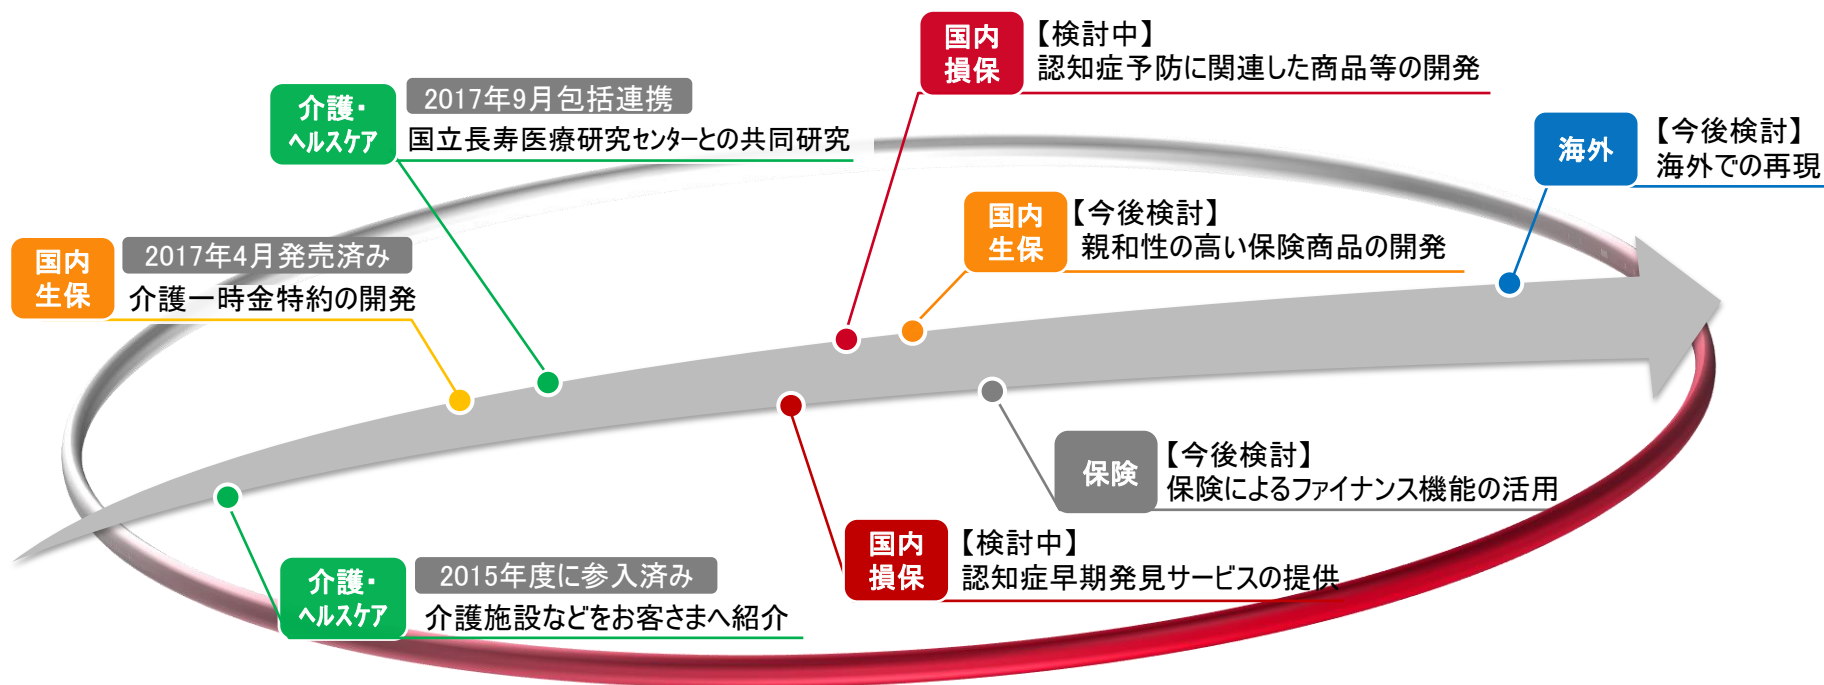 国内
損保
【検討中】
認知症予防に関連した商品等の開発
介護・
ヘルスケア
2017年9月包括連携
国立長寿医療研究センターとの共同研究
海外
【今後検討】
海外での再現
国内
生保
【今後検討】
親和性の高い保険商品の開発
国内
生保
2017年4月発売済み
介護一時金特約の開発
保険
【今後検討】
保険によるファイナンス機能の活用
国内
損保
【検討中】
認知症早期発見サービスの提供
介護・
ヘルスケア
2015年度に参入済み
介護施設などをお客さまへ紹介